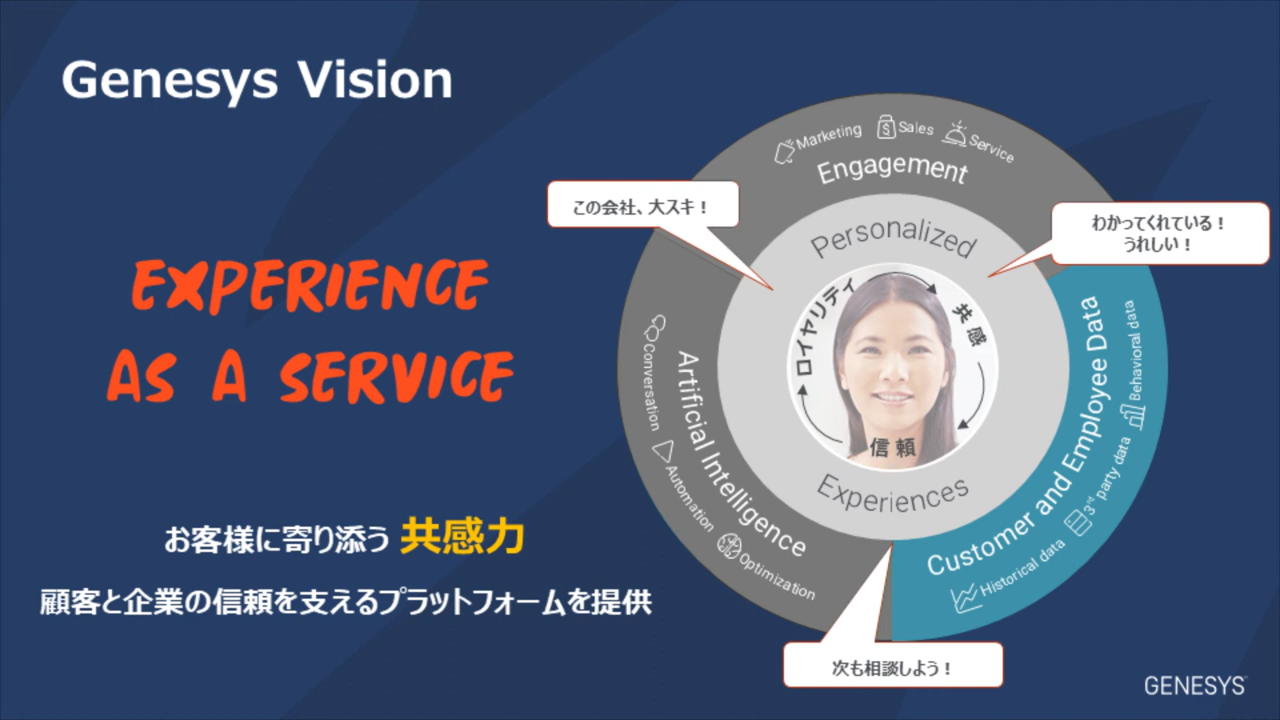 Genesys Vision
EXPERIENCE
AS A SERVICE
お客様に寄り添う 共感力
顧客と企業の信頼を支えるプラットフォームを提供
Marketing
Sales
Service
Engagement
この会社、大スキ！
わかってくれている！
うれしい！
Personalized
ロイヤリティ
共感
信頼
Experiences
Conversation
Automation
Optimization
Artificial Intelligence
Customer and Employee Data
Behavioral data
3rd party data
Historical data
次も相談しよう！
GENESYS